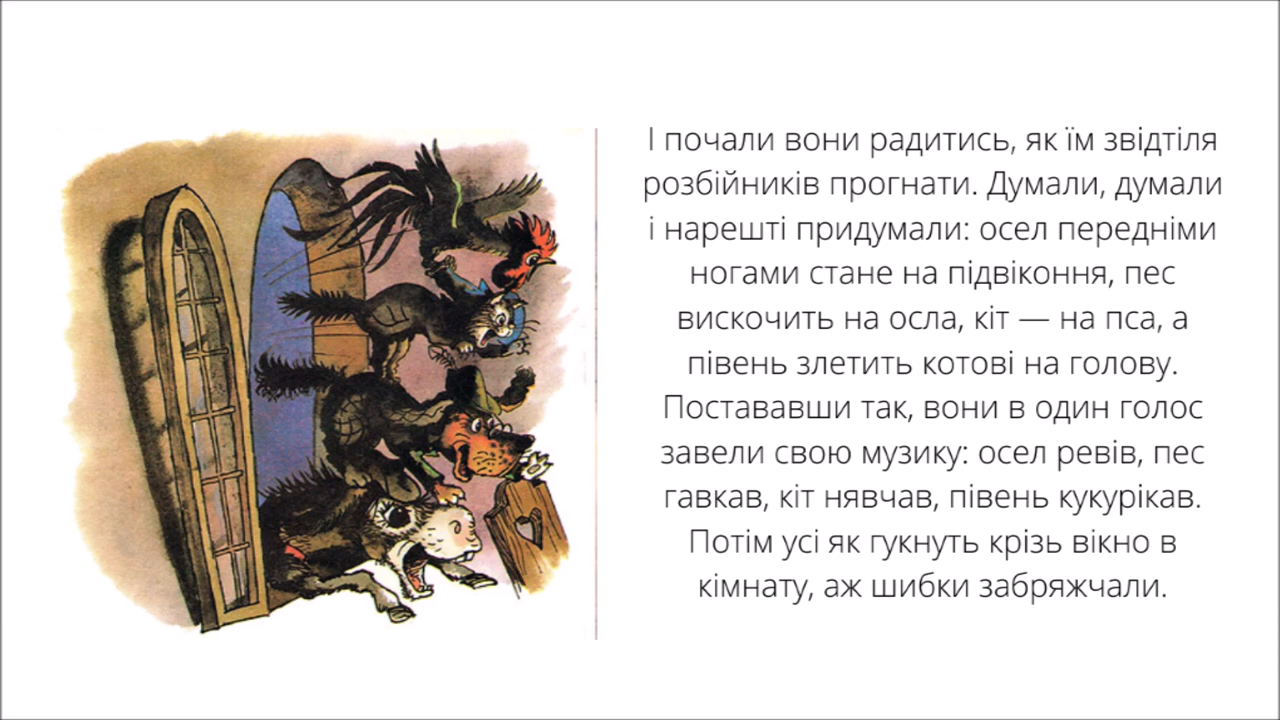 І почали вони радитись, як їм звідтіля
розбійників прогнати. Думали, думали
і нарешті придумали: осел передніми
ногами стане на підвіконня, пес
вискочить на осла, кіт — на пса, а
півень злетить котові на голову.
Постававши так, вони в один голос
завели свою музику: осел ревів, пес
гавкав, кіт нявчав, півень кукурікав.
Потім усі як гукнуть крізь вікно в
кімнату, аж шибки забряжчали.